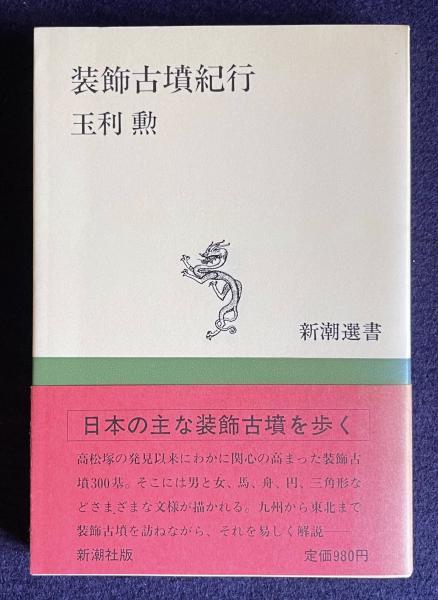 装飾古墳紀行
玉利 勲
新潮選書
日本の主な装飾古墳を歩く
高松塚の発見以来にわかに関心の高まった装飾古
墳300基。そこには男と女、馬、舟、円、三角形な
どさまざまな文様が描かれる。九州から東北まで
装飾古墳を訪ねながら、それを易しく解説——
新潮社版 定価980円